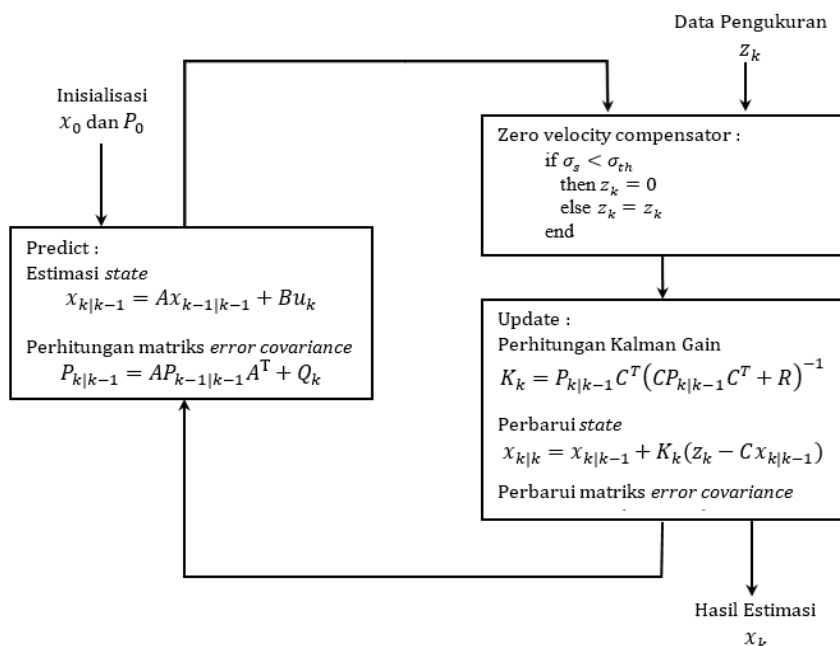 Data Pengukuran
z_k
Inisialisasi
x_0 dan P_0
Predict :
Estimasi state
x_{k|k-1} = Ax_{k-1|k-1} + Bu_k
Perhitungan matriks error covariance
P_{k|k-1} = AP_{k-1|k-1}A^T + Q_k
Zero velocity compensator :
if σ_s < σ_{th}
then z_k = 0
else z_k = z_k
end
Update :
Perhitungan Kalman Gain
K_k = P_{k|k-1}C^T(CP_{k|k-1}C^T + R)^{-1}
Perbarui state
x_{k|k} = x_{k|k-1} + K_k(z_k − Cx_{k|k-1})
Perbarui matriks error covariance
Hasil Estimasi
x_k